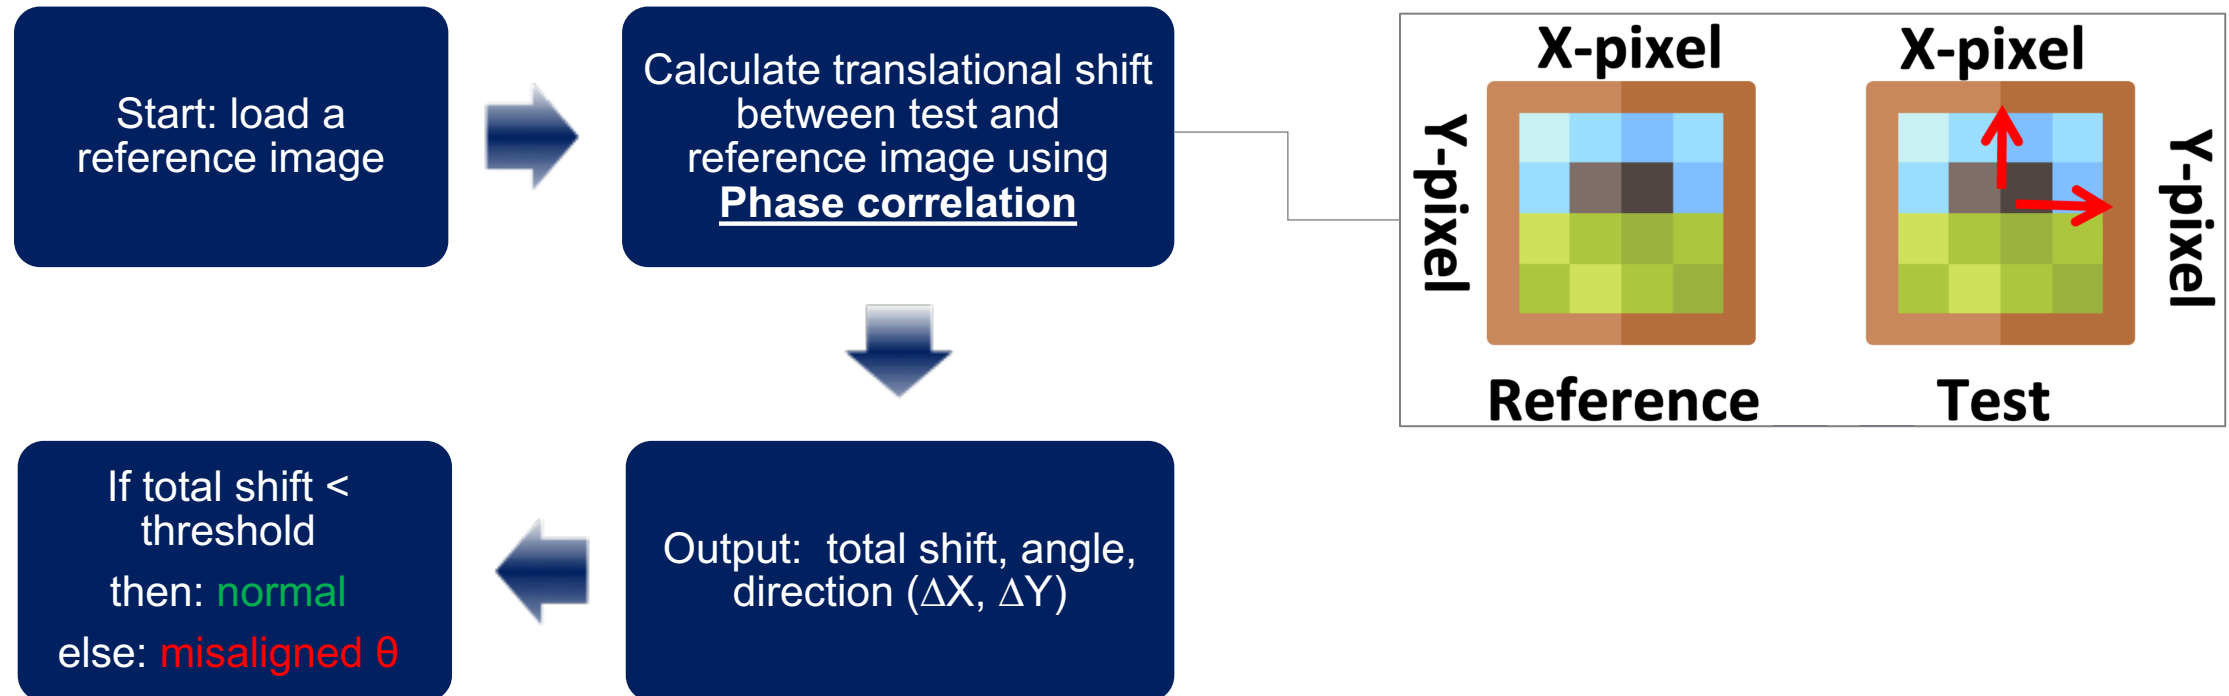 Start: load a
reference image
Calculate translational shift
between test and
reference image using
Phase correlation
X-pixel
X-pixel
Y-pixel
Y-pixel
Reference
Test
Output:  total shift, angle,
direction (ΔX, ΔY)
If total shift <
threshold
then: normal
else: misaligned θ